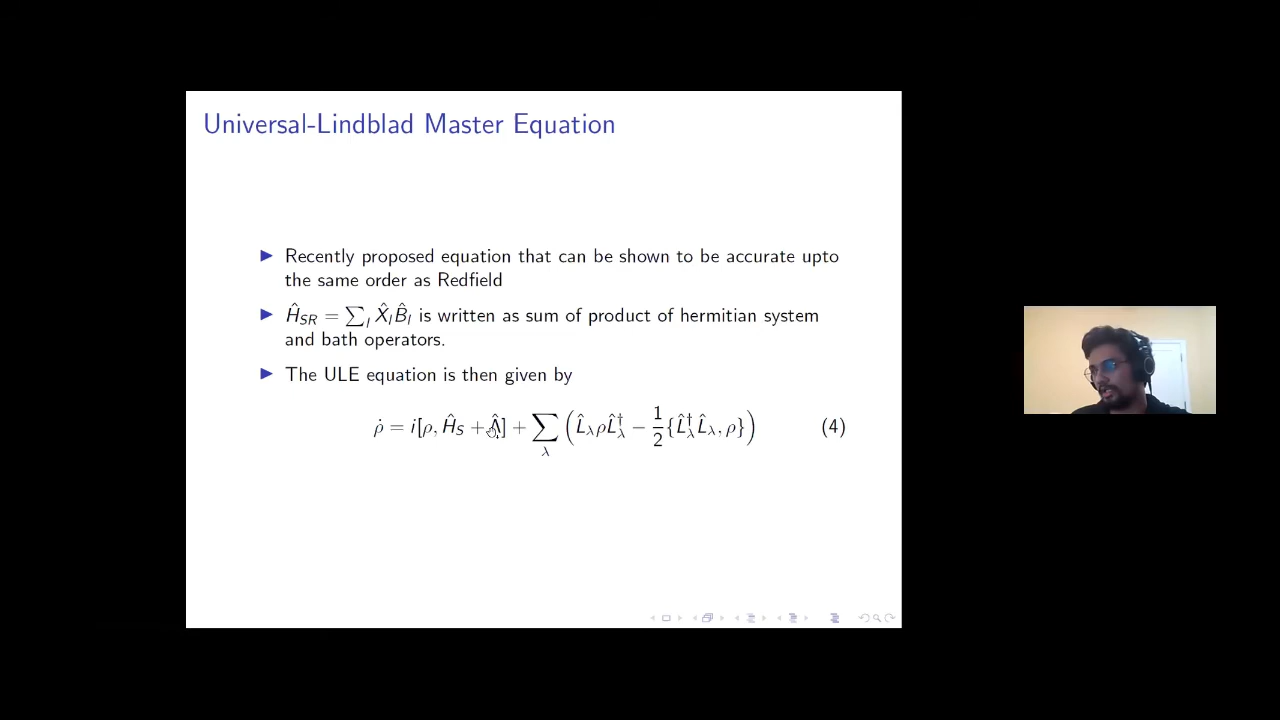 Universal-Lindblad Master Equation
▶ Recently proposed equation that can be shown to be accurate upto
the same order as Redfield
▶ Ĥ_SR = ∑_l X̂_l B̂_l is written as sum of product of hermitian system
and bath operators.
▶ The ULE equation is then given by
ρ̇ = i[ρ, Ĥ_S + Λ̂] + ∑_λ ( L̂_λ ρ L̂_λ^† − 1/2 {L̂_λ^† L̂_λ, ρ} ) (4)